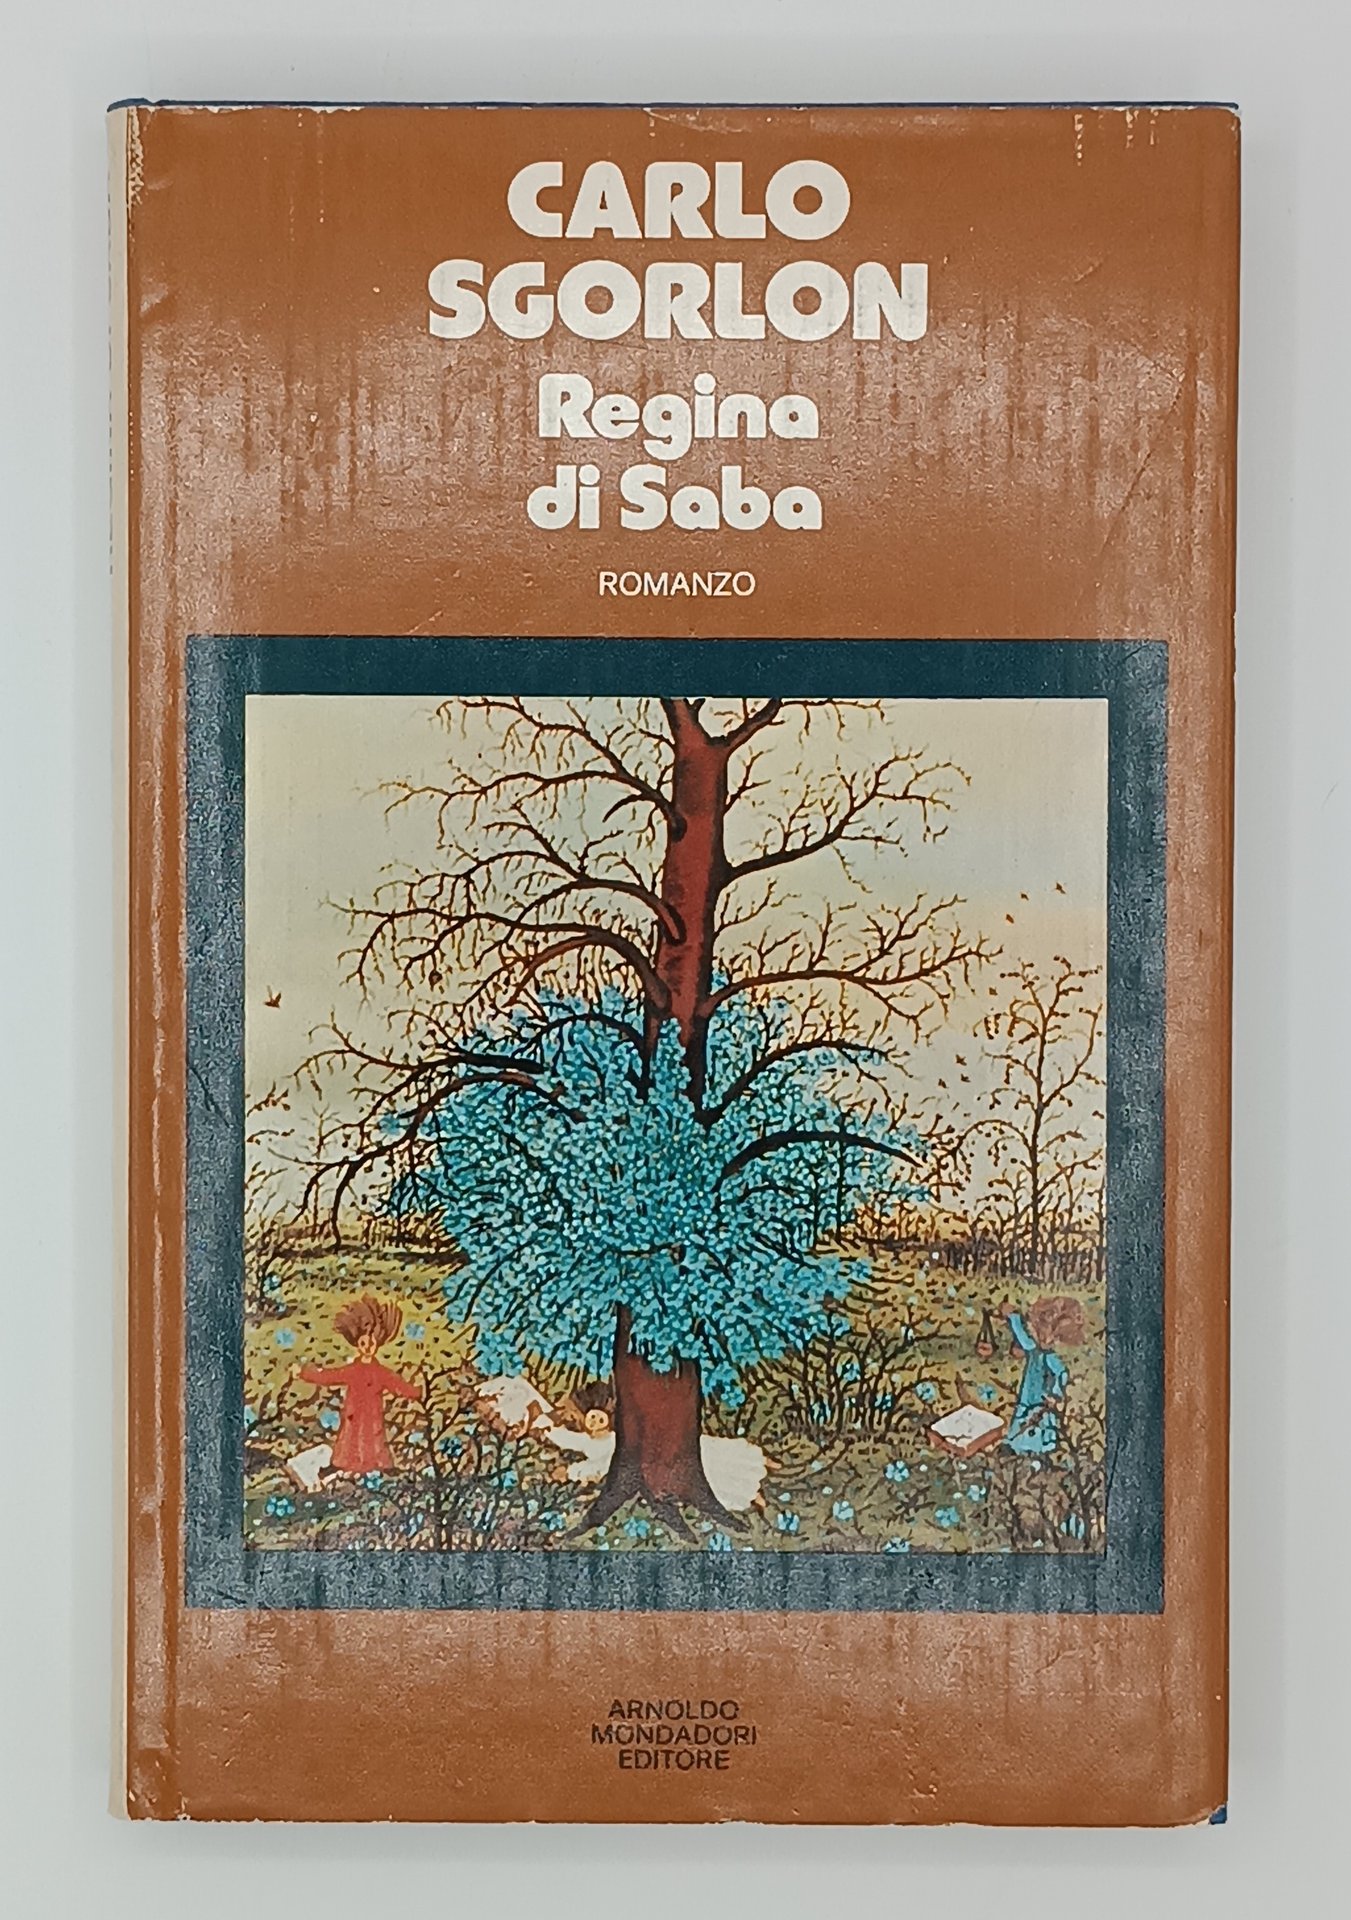 CARLO
SGORLON
Regina
di Saba
ROMANZO
ARNOLDO
MONDADORI
EDITORE